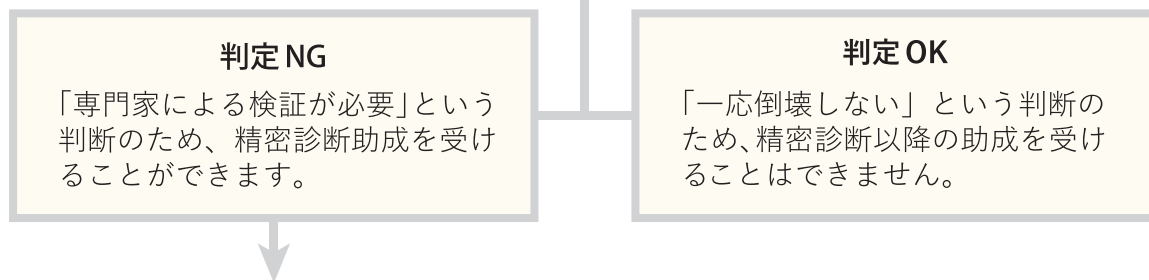 判定NG
「専門家による検証が必要」という
判断のため、精密診断助成を受け
ることができます。
判定OK
「一応倒壊しない」という判断の
ため、精密診断以降の助成を受け
ることはできません。